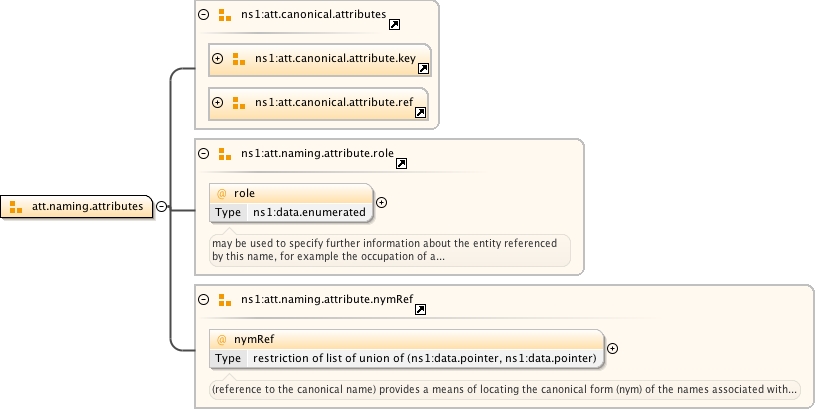 ns1:att.canonical.attributes
ns1:att.canonical.attribute.key
ns1:att.canonical.attribute.ref
ns1:att.naming.attribute.role
@ role
Type ns1:data.enumerated
may be used to specify further information about the entity referenced
by this name, for example the occupation of a...
att.naming.attributes
ns1:att.naming.attribute.nymRef
@ nymRef
Type restriction of list of union of (ns1:data.pointer, ns1:data.pointer)
(reference to the canonical name) provides a means of locating the canonical form (nym) of the names associated with...